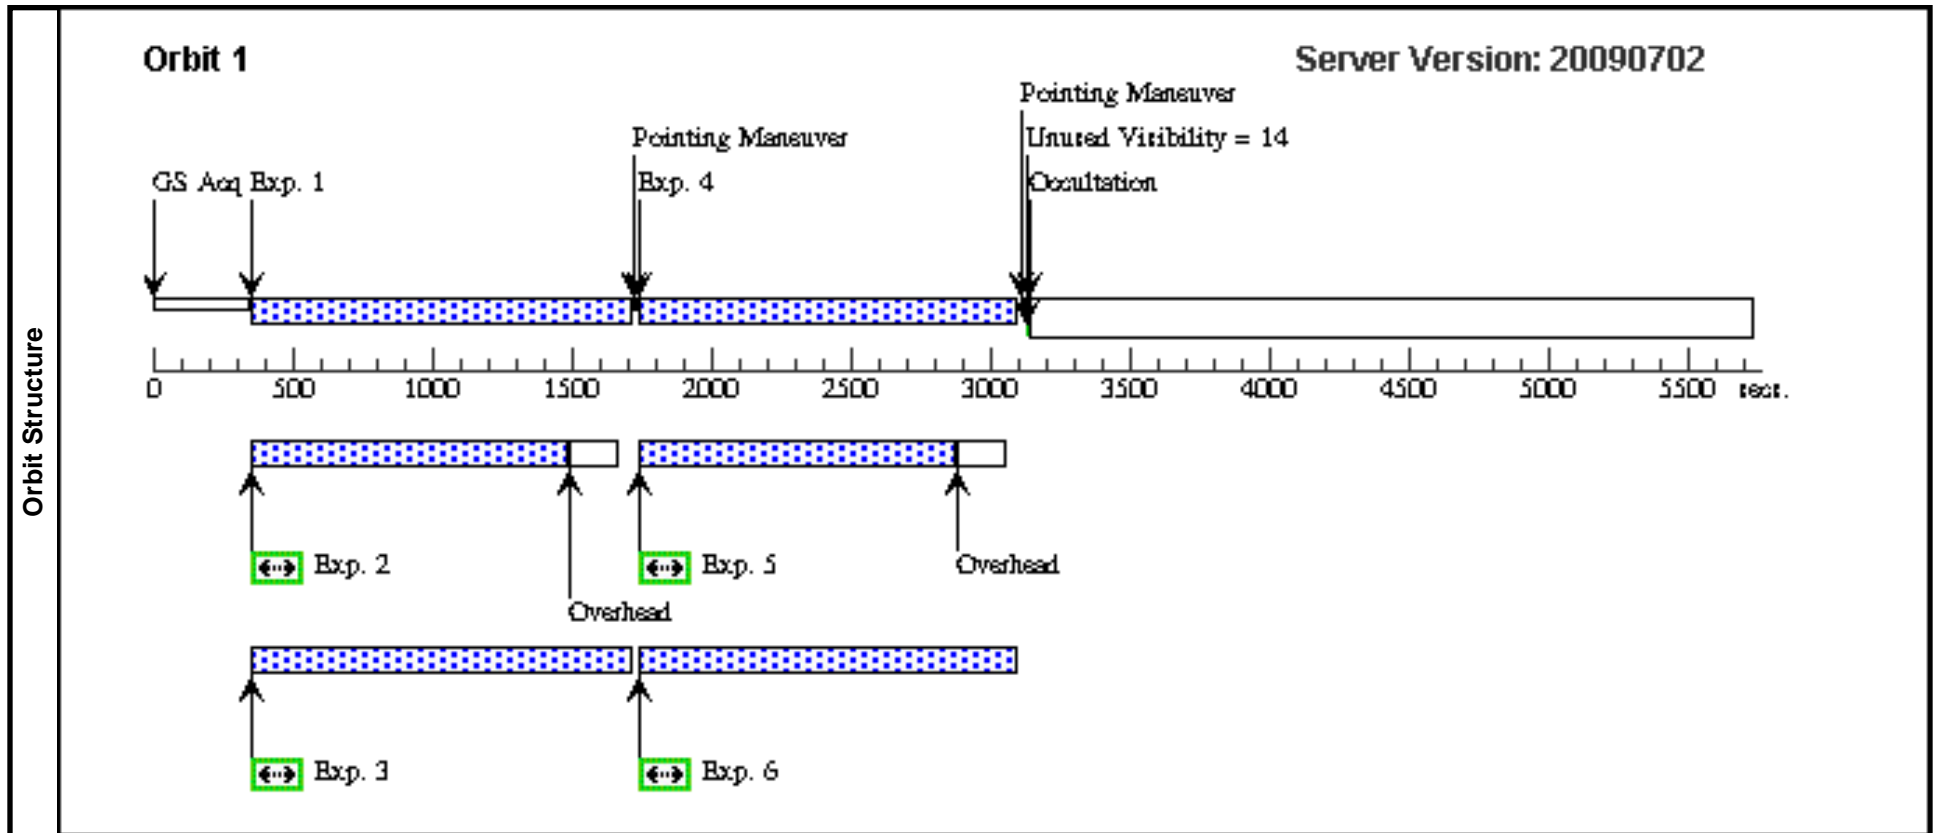 Orbit 1
Server Version: 20090702
Pointing Maneuver
Pointing Maneuver
Unused Visibility = 14
GS Acq
Exp. 1
Exp. 4
Occultation
0 500 1000 1500 2000 2500 3000 3500 4000 4500 5000 5500 secs.
Orbit Structure
Exp. 2
Exp. 5
Overhead
Overhead
Exp. 3
Exp. 6